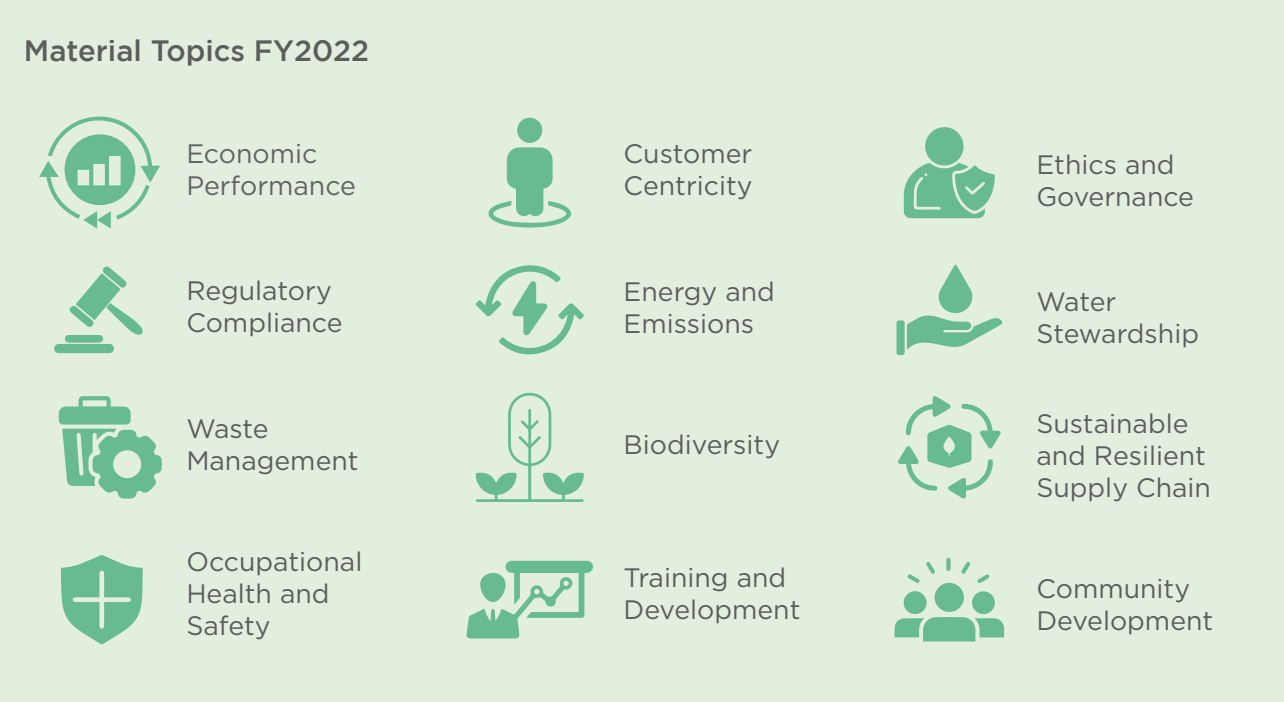 Material Topics FY2022
Economic
Performance
Customer
Centricity
Ethics and
Governance
Regulatory
Compliance
Energy and
Emissions
Water
Stewardship
Waste
Management
Biodiversity
Sustainable
and Resilient
Supply Chain
Occupational
Health and
Safety
Training and
Development
Community
Development